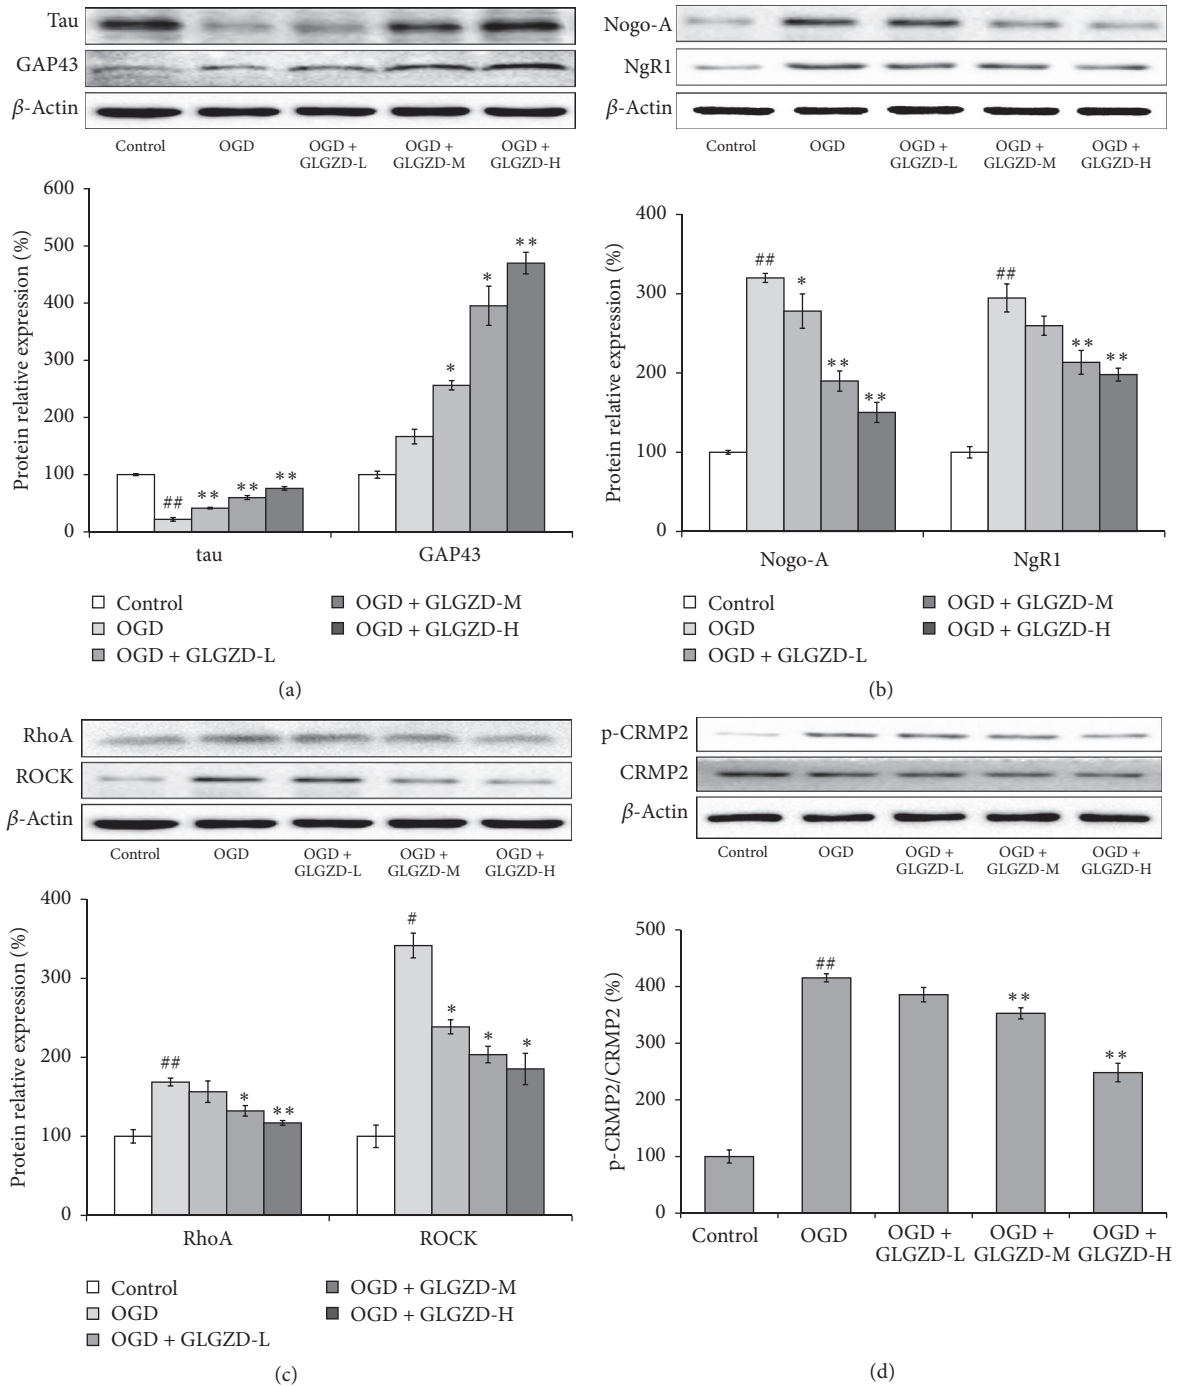 Tau
GAP43
β-Actin
Control OGD OGD + GLGZD-L OGD + GLGZD-M OGD + GLGZD-H
Protein relative expression (%)
600
500
400
300
200
100
0
##
**
**
**
*
*
**
tau GAP43
Control
OGD
OGD + GLGZD-L
OGD + GLGZD-M
OGD + GLGZD-H
(a)
Nogo-A
NgR1
β-Actin
Control OGD OGD + GLGZD-L OGD + GLGZD-M OGD + GLGZD-H
Protein relative expression (%)
400
300
200
100
0
##
*
**
**
##
**
**
Nogo-A NgR1
Control
OGD
OGD + GLGZD-L
OGD + GLGZD-M
OGD + GLGZD-H
(b)
RhoA
ROCK
β-Actin
Control OGD OGD + GLGZD-L OGD + GLGZD-M OGD + GLGZD-H
Protein relative expression (%)
400
300
200
100
0
##
*
**
#
*
*
*
RhoA ROCK
Control
OGD
OGD + GLGZD-L
OGD + GLGZD-M
OGD + GLGZD-H
(c)
p-CRMP2
CRMP2
β-Actin
Control OGD OGD + GLGZD-L OGD + GLGZD-M OGD + GLGZD-H
p-CRMP2/CRMP2 (%)
500
400
300
200
100
0
##
**
**
Control OGD OGD + GLGZD-L OGD + GLGZD-M OGD + GLGZD-H
(d)